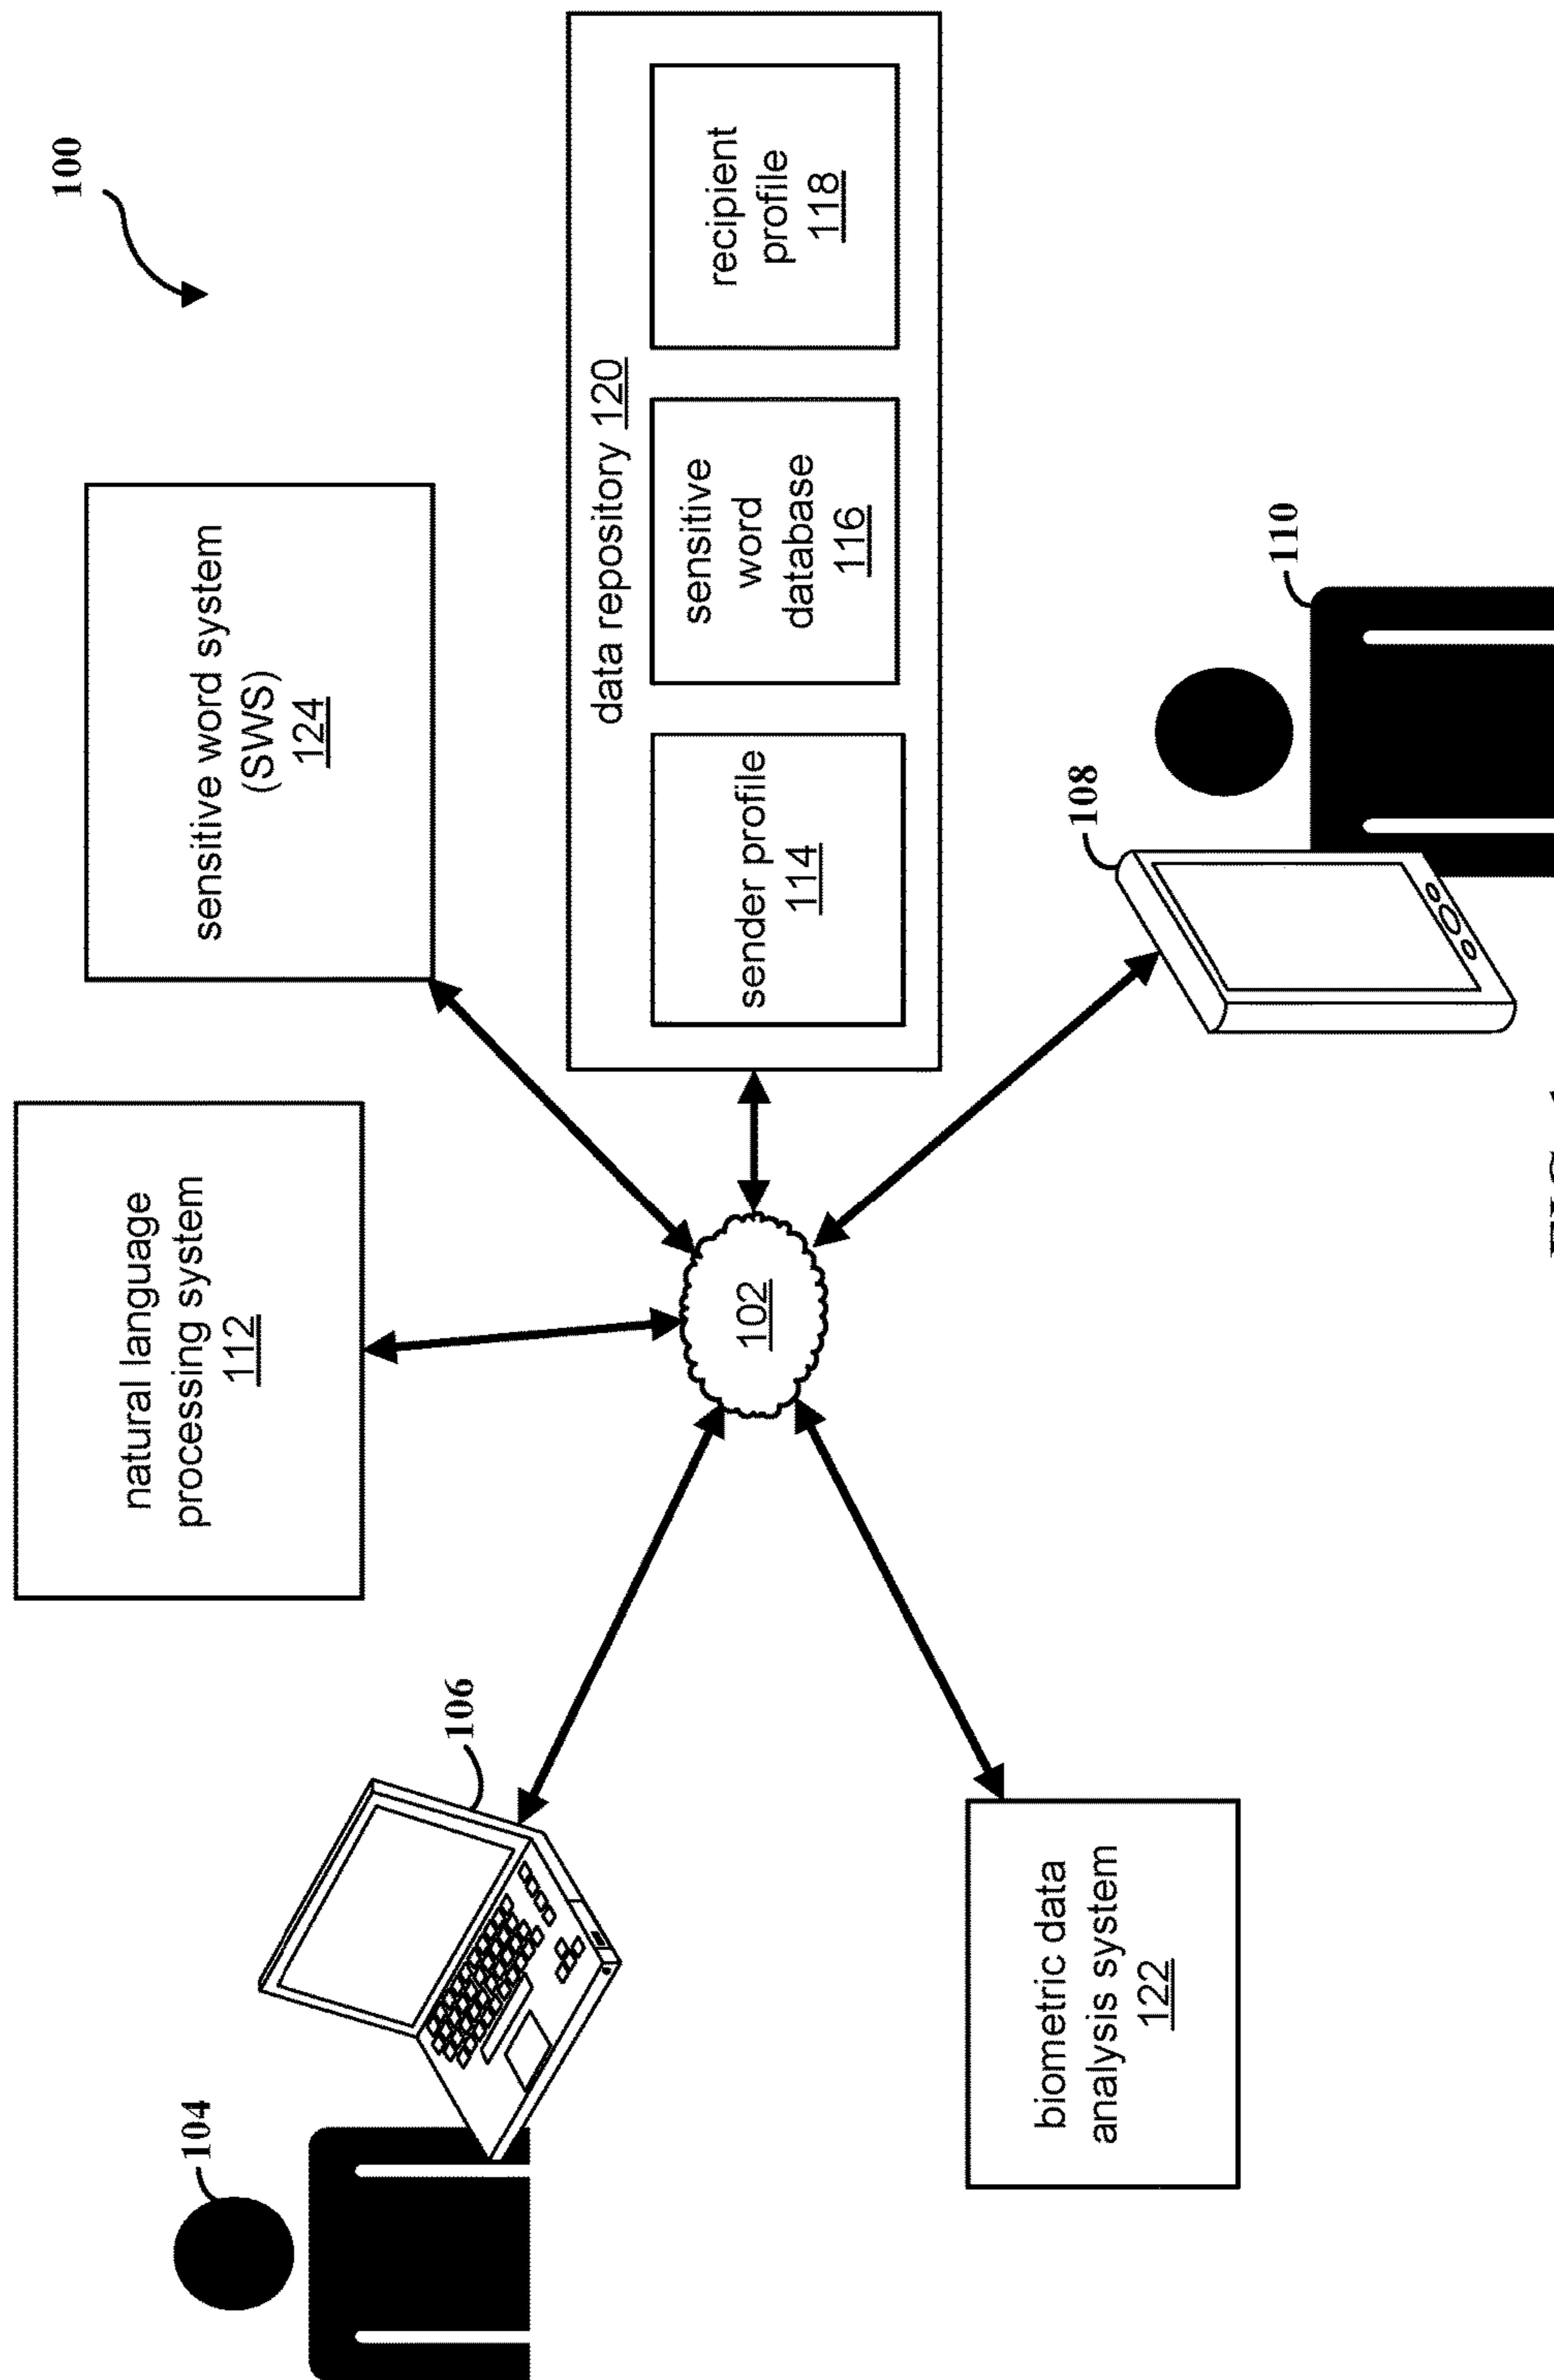 100
natural language
processing system
112
sensitive word system
(SWS)
124
104
106
102
data repository 120
sender profile
114
sensitive
word
database
116
recipient
profile
118
biometric data
analysis system
122
108
110